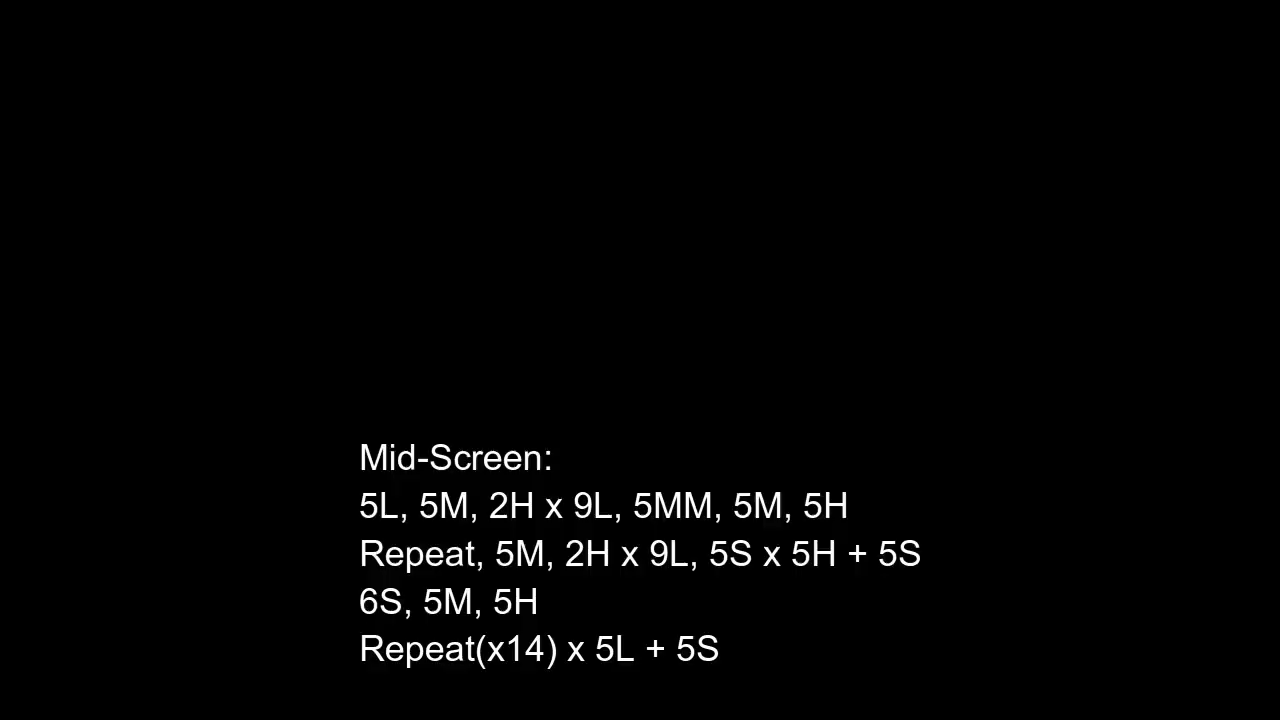 Mid-Screen:
5L, 5M, 2H x 9L, 5MM, 5M, 5H
Repeat, 5M, 2H x 9L, 5S x 5H + 5S
6S, 5M, 5H
Repeat(x14) x 5L + 5S